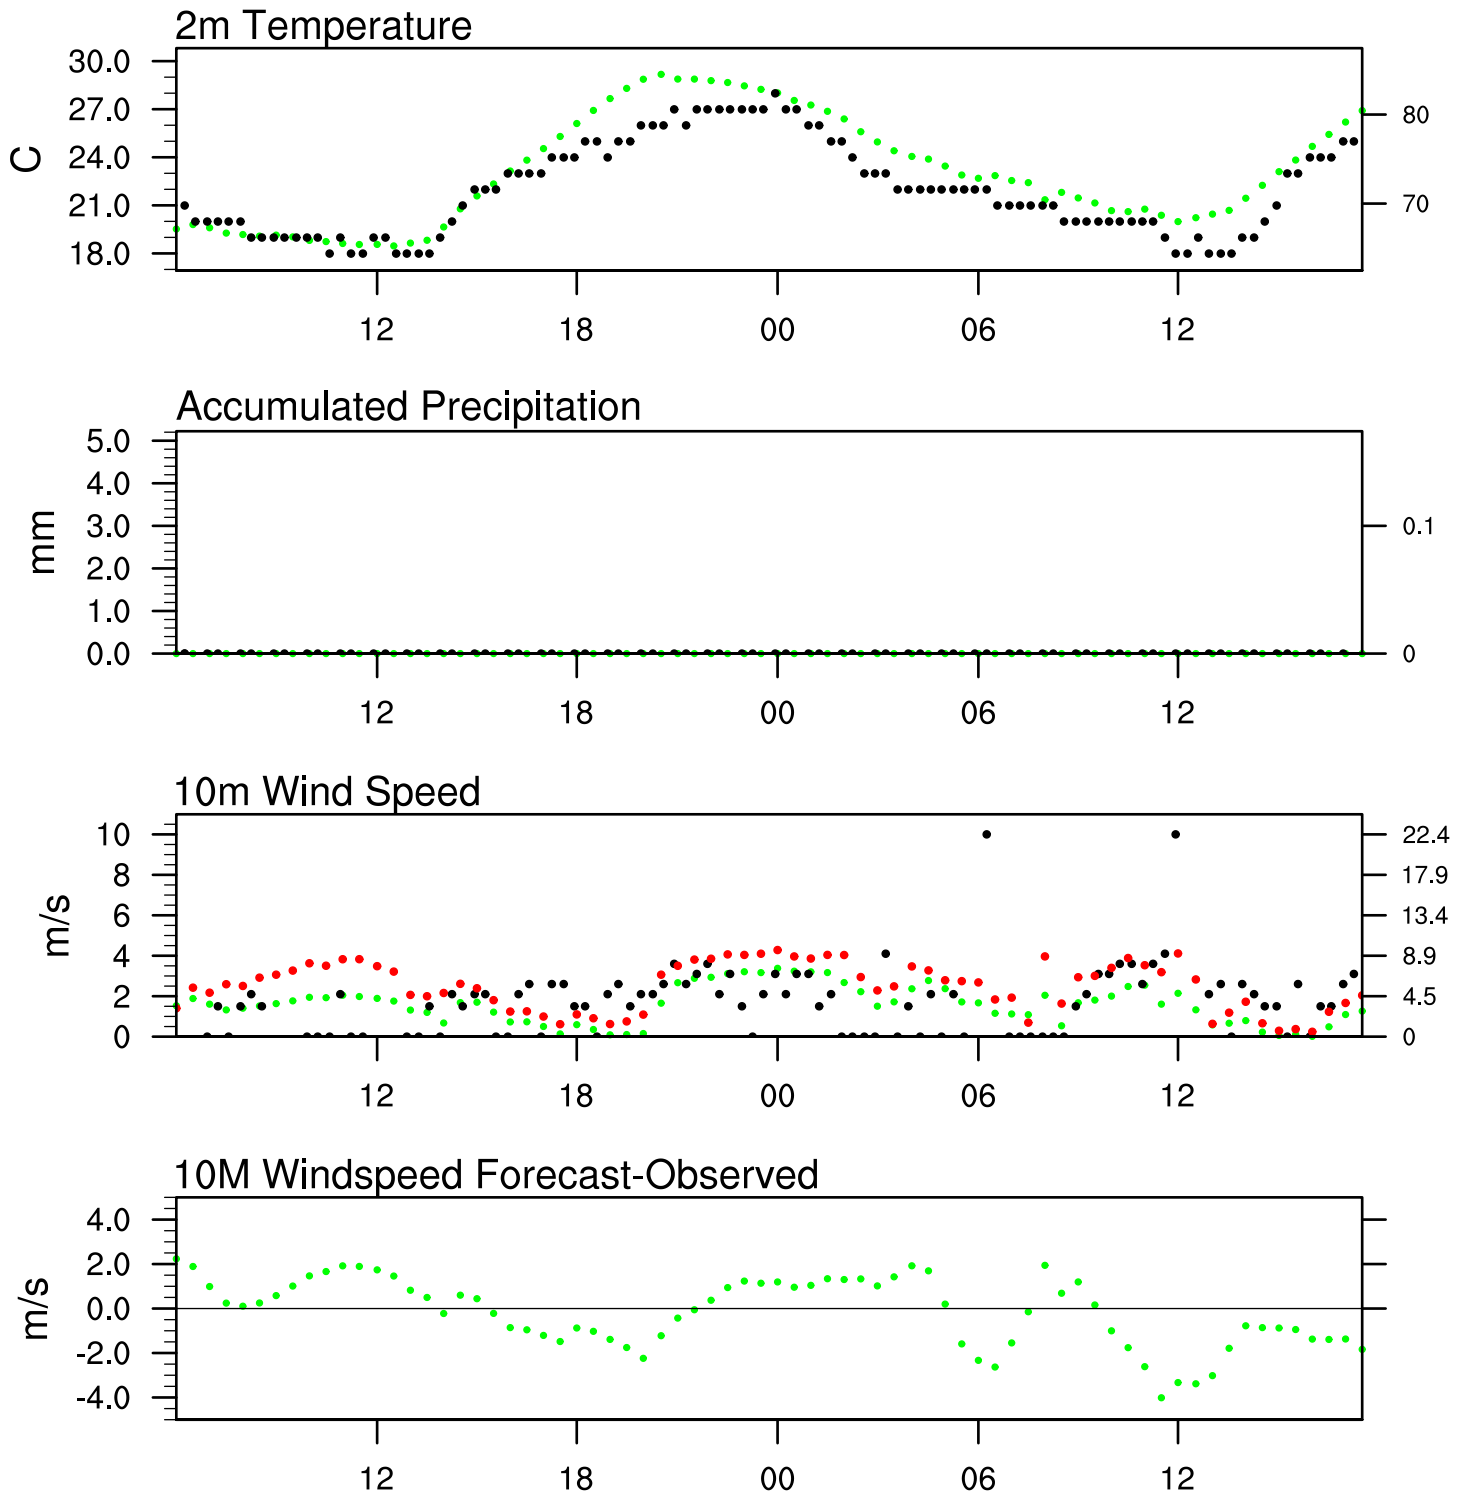 2m Temperature
30.0
27.0
24.0
21.0
18.0
C
80
70
12 18 00 06 12
Accumulated Precipitation
5.0
4.0
3.0
2.0
1.0
0.0
mm
0.1
0
12 18 00 06 12
10m Wind Speed
10
8
6
4
2
0
m/s
22.4
17.9
13.4
8.9
4.5
0
12 18 00 06 12
10M Windspeed Forecast-Observed
4.0
2.0
0.0
-2.0
-4.0
m/s
12 18 00 06 12